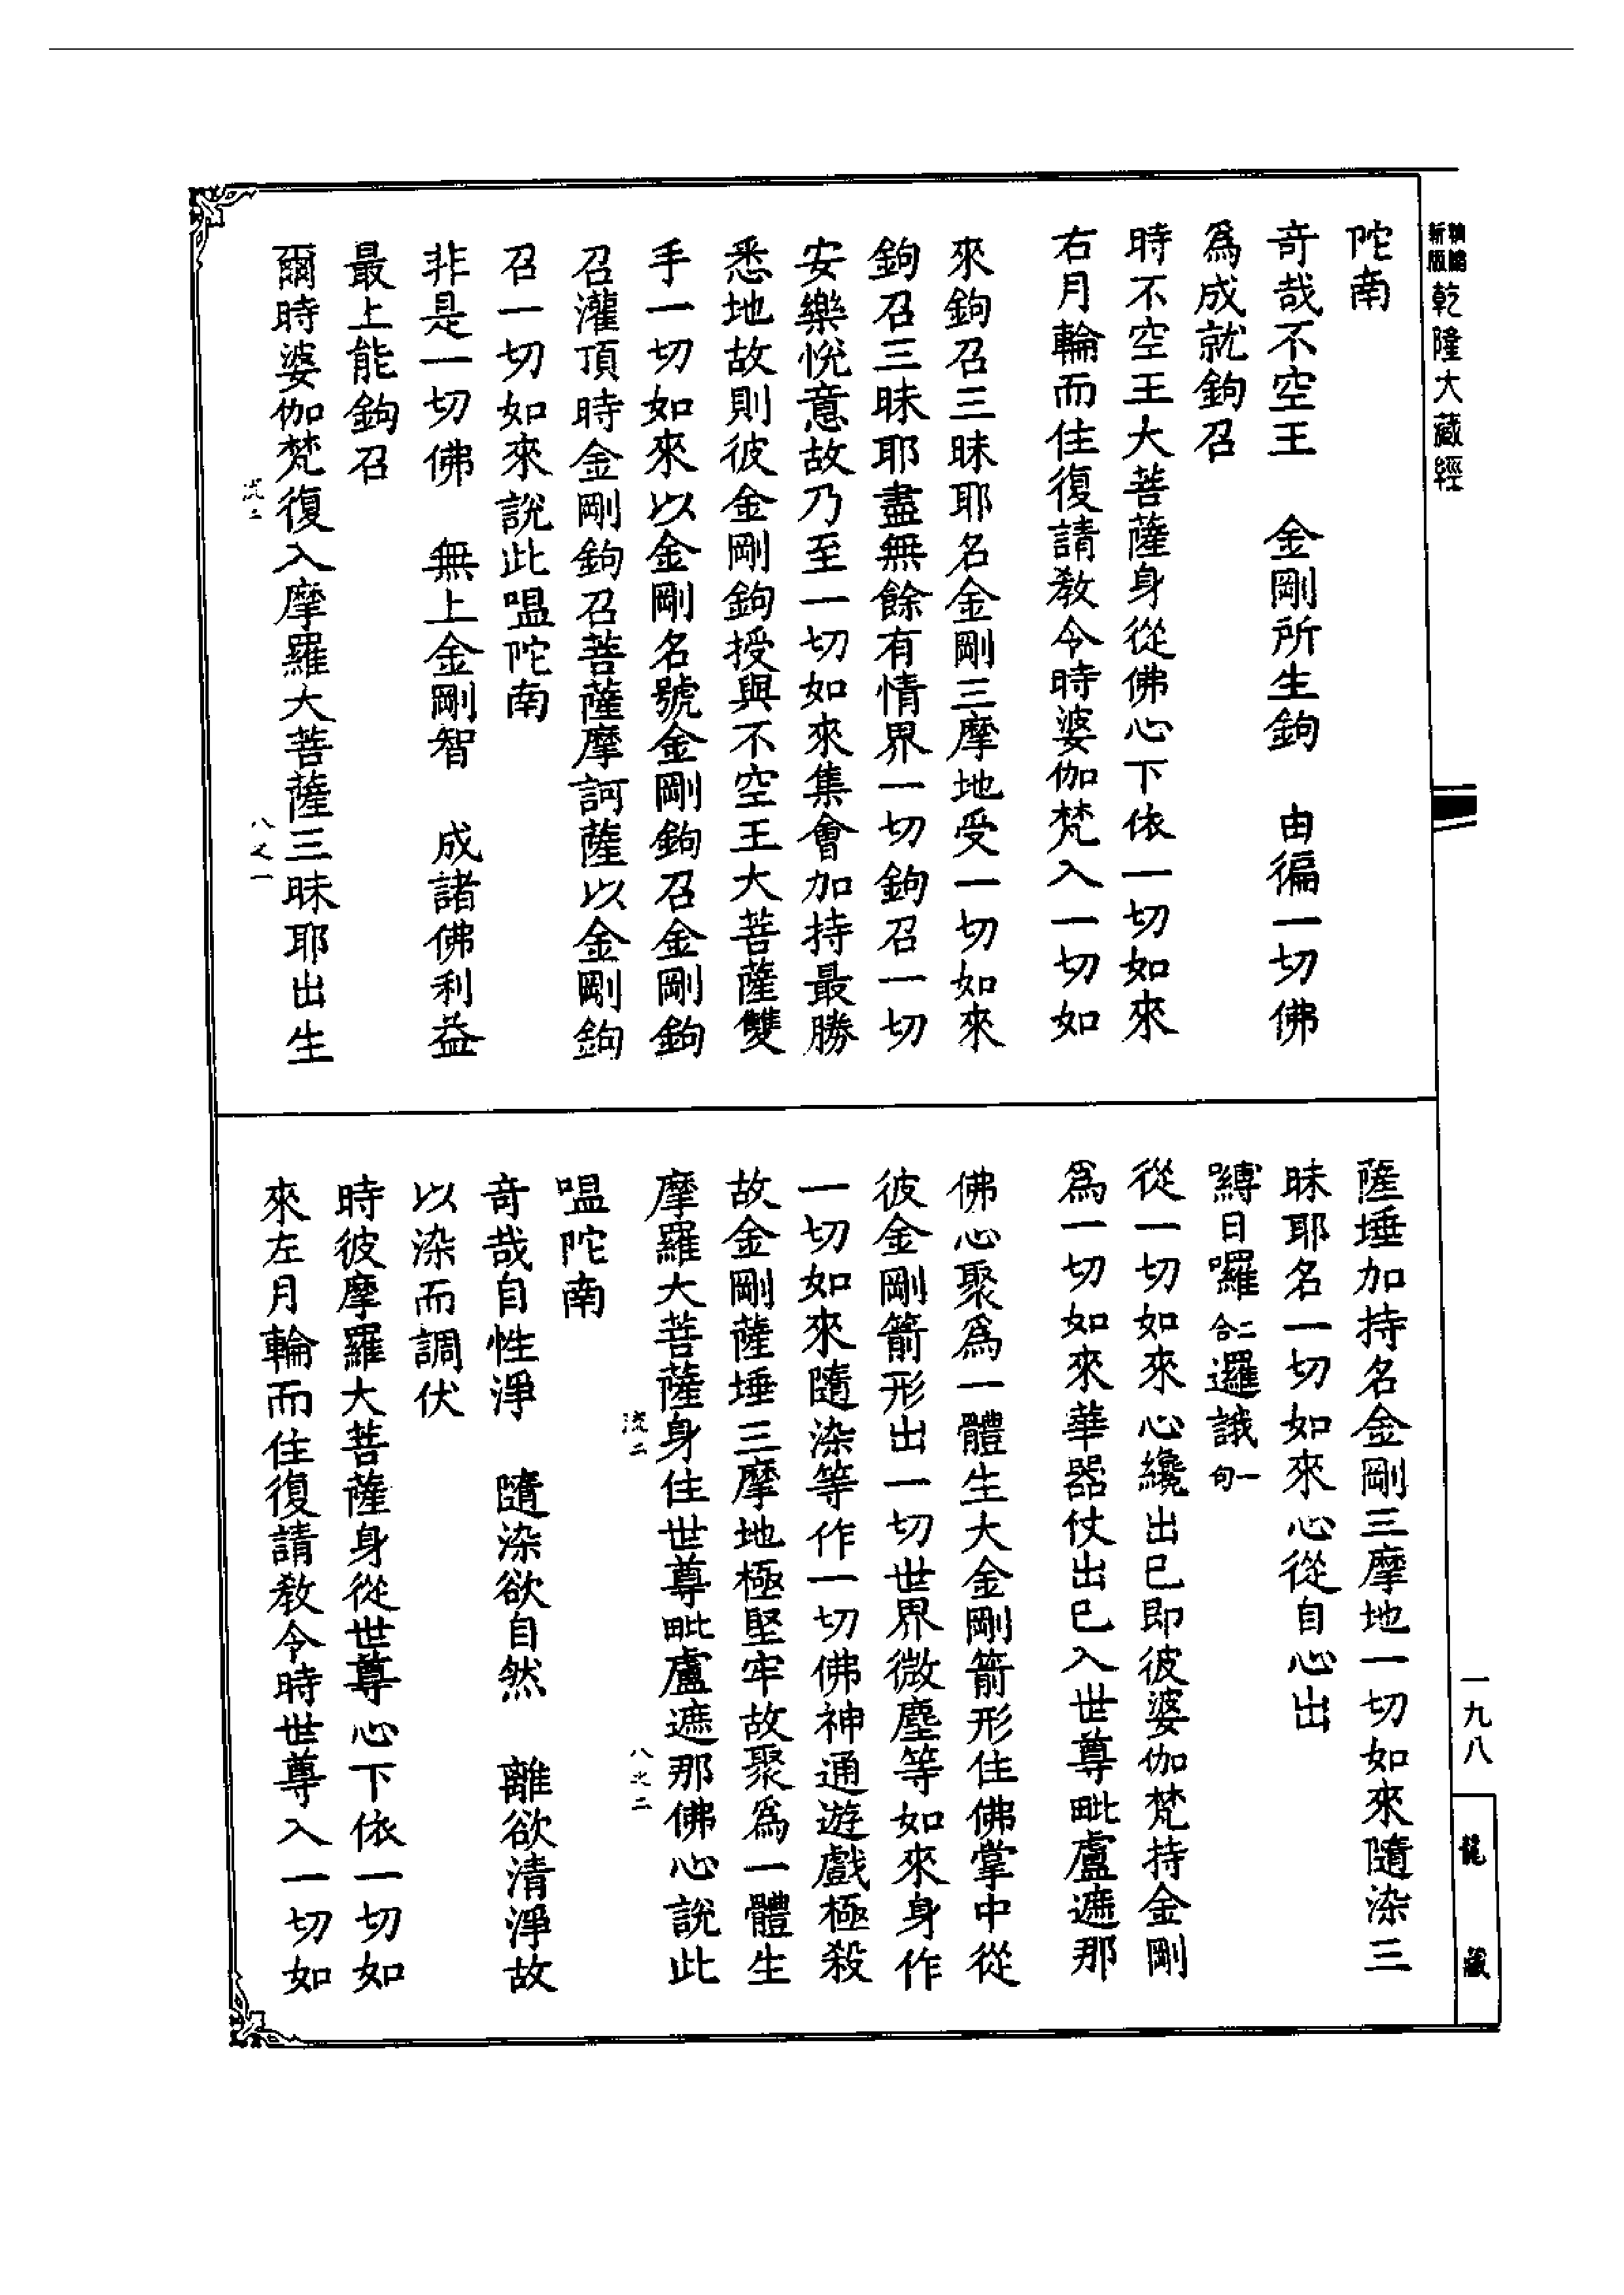 新版精縮乾隆大藏經
陀南
奇哉不空王　金剛所生鉤　由徧一切佛
為成就鉤召
時不空王大菩薩身從佛心下依一切如來
右月輪而住復請教令時婆伽梵入一切如
來鉤召三昧耶名金剛三摩地受一切如來
鉤召三昧耶盡無餘有情界一切鉤召一切
安樂悅意故乃至一切如來集會加持最勝
悉地故則彼金剛鉤授與不空王大菩薩雙
手一切如來以金剛名號金剛鉤召金剛鉤
召灌頂時金剛鉤召菩薩摩訶薩以金剛鉤
召一切如來說此嗢陀南
非是一切佛　無上金剛智　成諸佛利益
最上能鉤召
爾時婆伽梵復入摩羅大菩薩三昧耶出生
八之一
薩埵加持名金剛三摩地一切如來隨染三
昧耶名一切如來心從自心出
嚩日囉二合邏誐一句
從一切如來心纔出已即彼婆伽梵持金剛
為一切如來華器仗出已入世尊毗盧遮那
佛心聚為一體生大金剛箭形住佛掌中從
彼金剛箭形出一切世界微塵等如來身作
一切如來隨染等作一切佛神通遊戲極殺
故金剛薩埵三摩地極堅牢故聚為一體生
摩羅大菩薩身住世尊毗盧遮那佛心說此
八之二
嗢陀南
奇哉自性淨　隨染欲自然　離欲清淨故
以染而調伏
時彼摩羅大菩薩身從世尊心下依一切如
來左月輪而住復請教令時世尊入一切如
一九八
龍藏